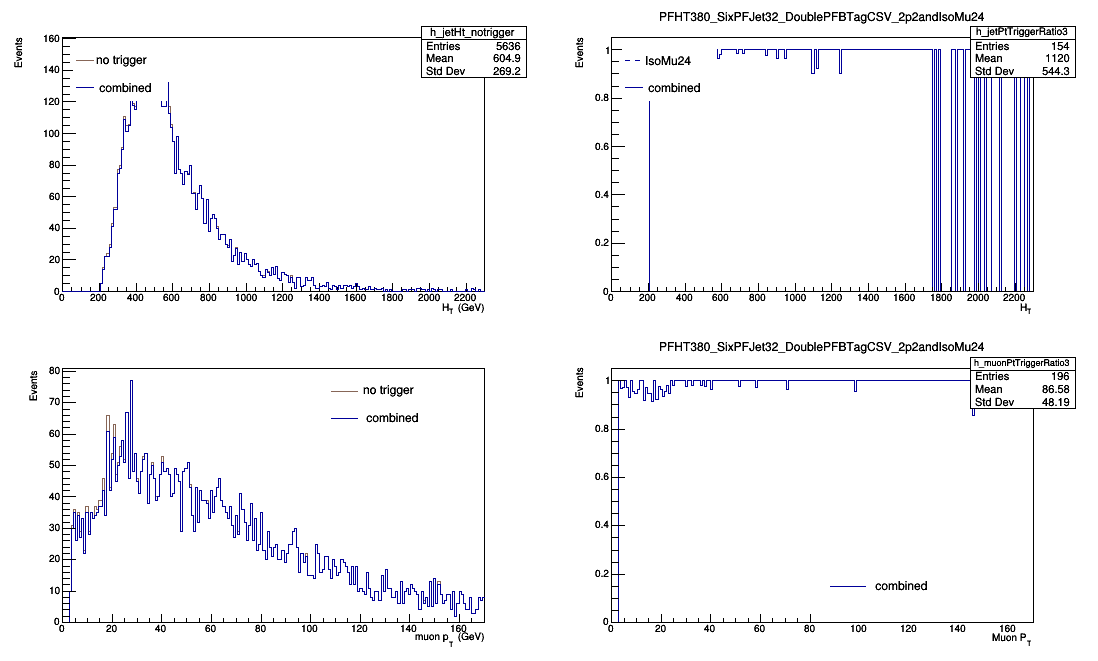 h_jetHt_notrigger
Entries 5636
Mean 604.9
Std Dev 269.2
Events
160
140
120
100
80
60
40
20
0
no trigger
combined
0 200 400 600 800 1000 1200 1400 1600 1800 2000 2200
H_T (GeV)
PFHT380_SixPFJet32_DoublePFBTagCSV_2p2andIsoMu24
h_jetPtTriggerRatio3
Entries 154
Mean 1120
Std Dev 544.3
Events
1
0.8
0.6
0.4
0.2
0
IsoMu24
combined
0 200 400 600 800 1000 1200 1400 1600 1800 2000 2200
H_T
Events
80
70
60
50
40
30
20
10
0
no trigger
combined
0 20 40 60 80 100 120 140 160
muon p_T (GeV)
PFHT380_SixPFJet32_DoublePFBTagCSV_2p2andIsoMu24
h_muonPtTriggerRatio3
Entries 196
Mean 86.58
Std Dev 48.19
Events
1
0.8
0.6
0.4
0.2
0
combined
0 20 40 60 80 100 120 140 160
Muon P_T